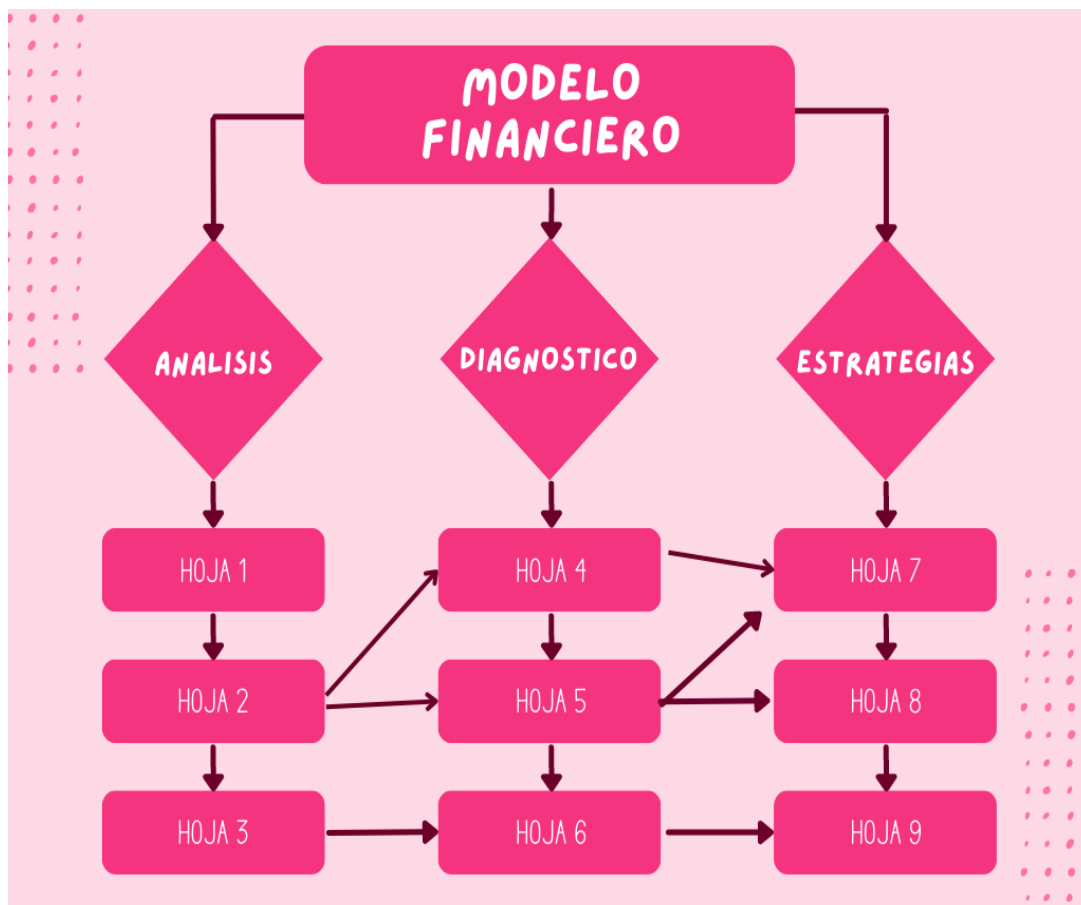 MODELO
FINANCIERO
ANALISIS
DIAGNOSTICO
ESTRATEGIAS
HOJA 1
HOJA 4
HOJA 7
HOJA 2
HOJA 5
HOJA 8
HOJA 3
HOJA 6
HOJA 9